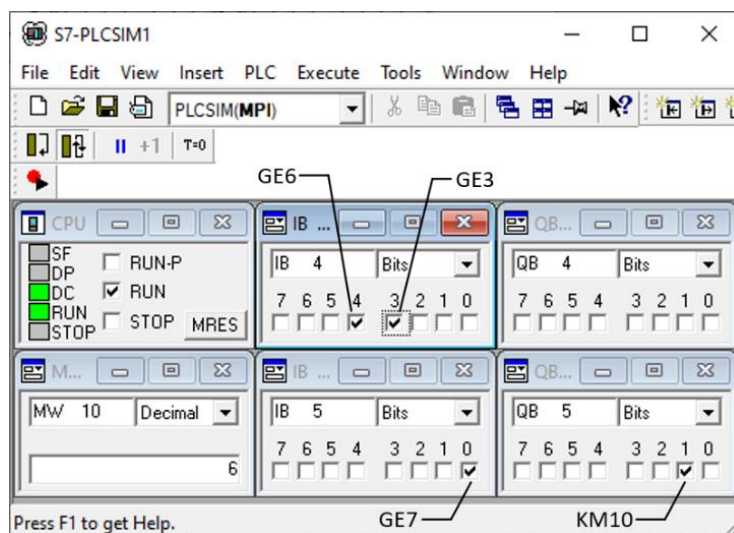 S7-PLCSIM1
File Edit View Insert PLC Execute Tools Window Help
PLCSIM(MPI)
+1 T=0
GE6 GE3
CPU IB ... QB...
SF
DP
DC
RUN
STOP
RUN-P
RUN
STOP MRES
IB 4 Bits
7 6 5 4 3 2 1 0
QB 4 Bits
7 6 5 4 3 2 1 0
M... IB ... QB...
MW 10 Decimal
6
IB 5 Bits
7 6 5 4 3 2 1 0
QB 5 Bits
7 6 5 4 3 2 1 0
Press F1 to get Help.
GE7 KM10